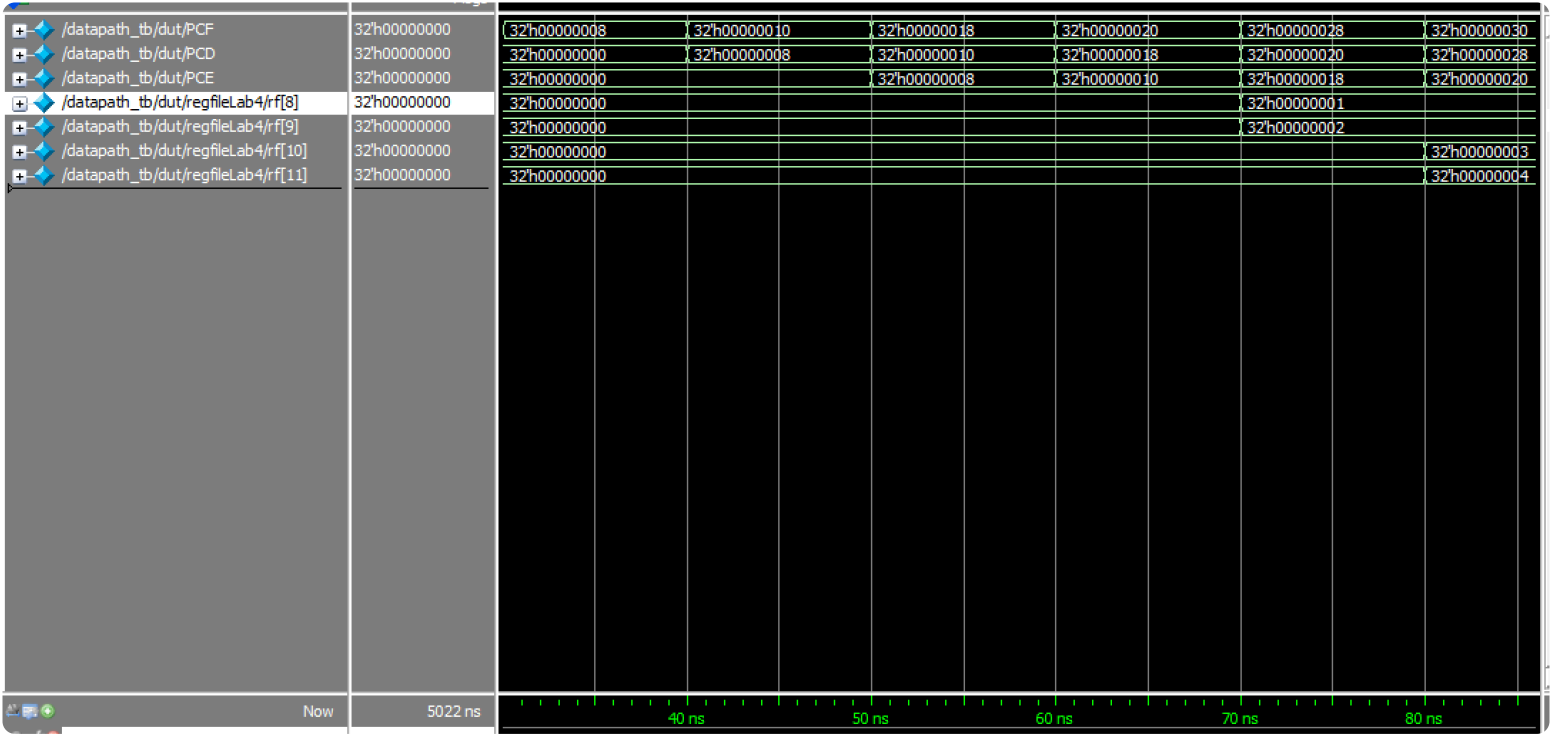 /datapath_tb/dut/PCF 32'h00000000 32'h00000008 32'h00000010 32'h00000018 32'h00000020 32'h00000028 32'h00000030
/datapath_tb/dut/PCD 32'h00000000 32'h00000000 32'h00000008 32'h00000010 32'h00000018 32'h00000020 32'h00000028
/datapath_tb/dut/PCE 32'h00000000 32'h00000000 32'h00000008 32'h00000010 32'h00000018 32'h00000020
/datapath_tb/dut/regfileLab4/rf[8] 32'h00000000 32'h00000000 32'h00000001
/datapath_tb/dut/regfileLab4/rf[9] 32'h00000000 32'h00000000 32'h00000002
/datapath_tb/dut/regfileLab4/rf[10] 32'h00000000 32'h00000000 32'h00000003
/datapath_tb/dut/regfileLab4/rf[11] 32'h00000000 32'h00000000 32'h00000004
Now 5022 ns 40 ns 50 ns 60 ns 70 ns 80 ns